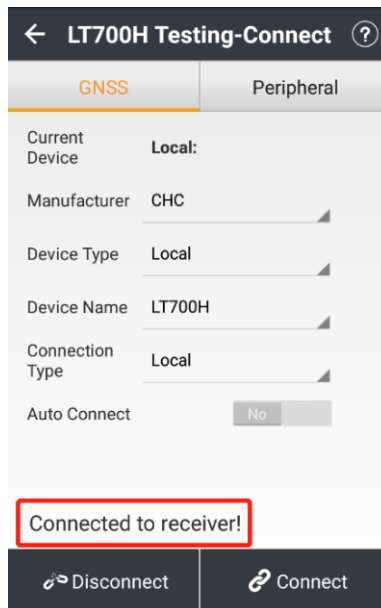 LT700H Testing-Connect ?
GNSS Peripheral
Current
Device Local:
Manufacturer CHC
Device Type Local
Device Name LT700H
Connection
Type Local
Auto Connect No
Connected to receiver!
Disconnect Connect